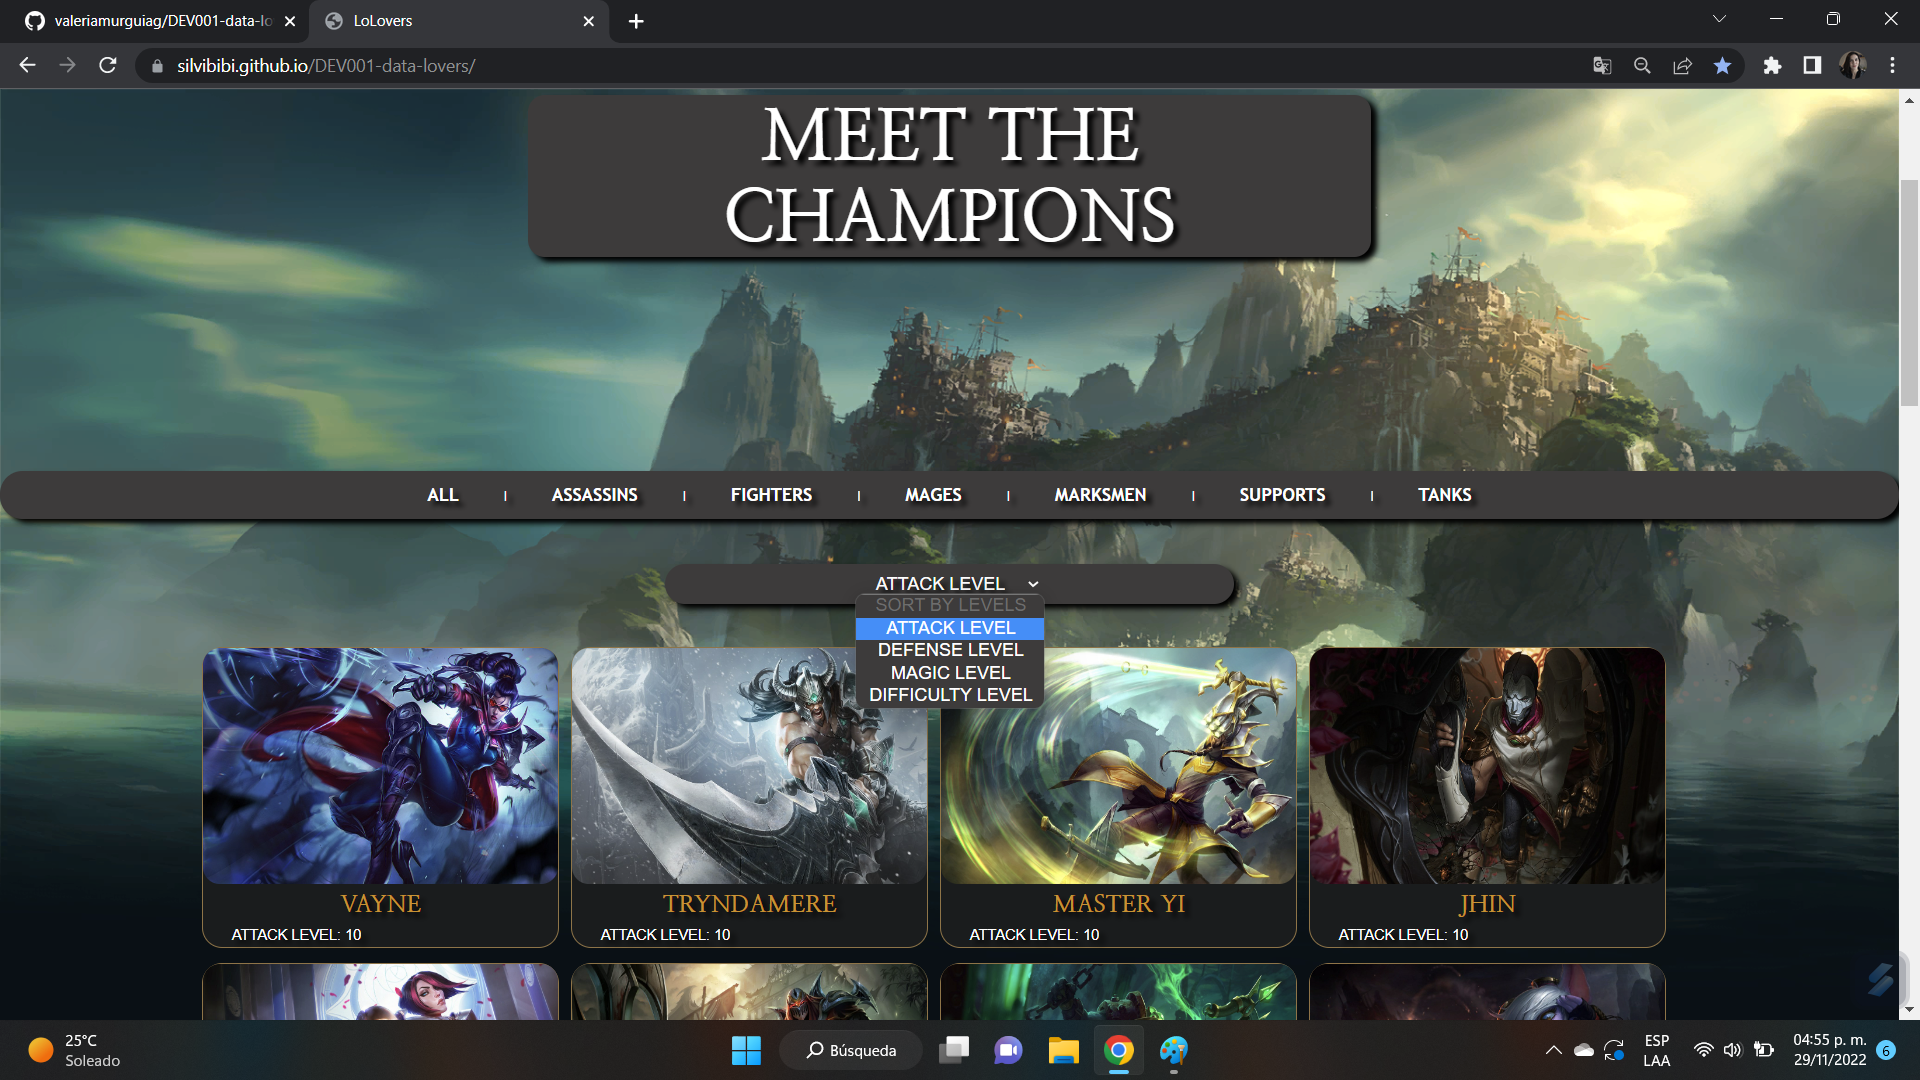 valeriamurguiag/DEV001-data-lo
LoLovers
silvibibi.github.io/DEV001-data-lovers/
MEET THE
CHAMPIONS
ALL | ASSASSINS | FIGHTERS | MAGES | MARKSMEN | SUPPORTS | TANKS
ATTACK LEVEL
SORT BY LEVELS
ATTACK LEVEL
DEFENSE LEVEL
MAGIC LEVEL
DIFFICULTY LEVEL
VAYNE
ATTACK LEVEL: 10
TRYNDAMERE
ATTACK LEVEL: 10
MASTER YI
ATTACK LEVEL: 10
JHIN
ATTACK LEVEL: 10
25°C
Soleado
Búsqueda
ESP
LAA
04:55 p. m.
29/11/2022
6